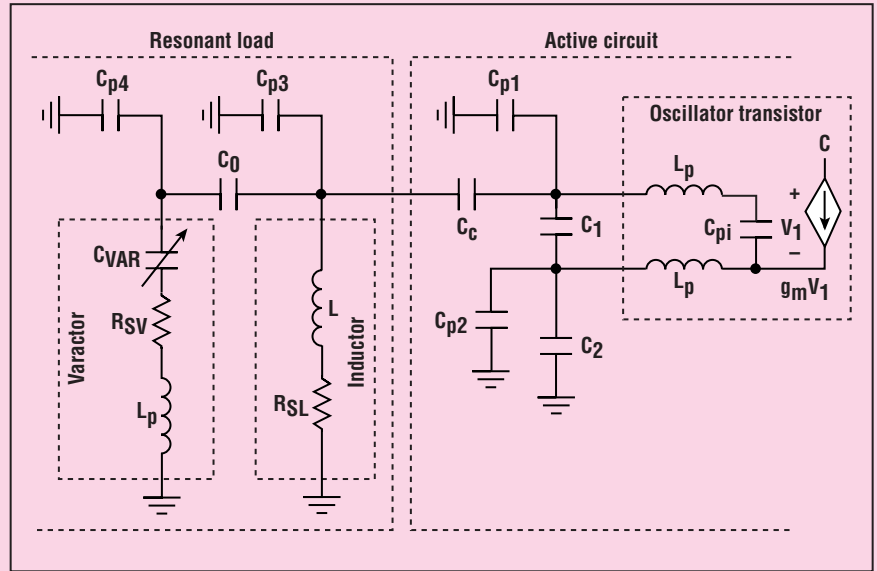 Resonant load
Active circuit
Cp4
Cp3
Cp1
Oscillator transistor
C
C0
Lp
+
Cc
C1
Cpi
V1
–
CVAR
Lp
gmV1
RSV
L
Cp2
C2
Varactor
Inductor
Lp
RSL